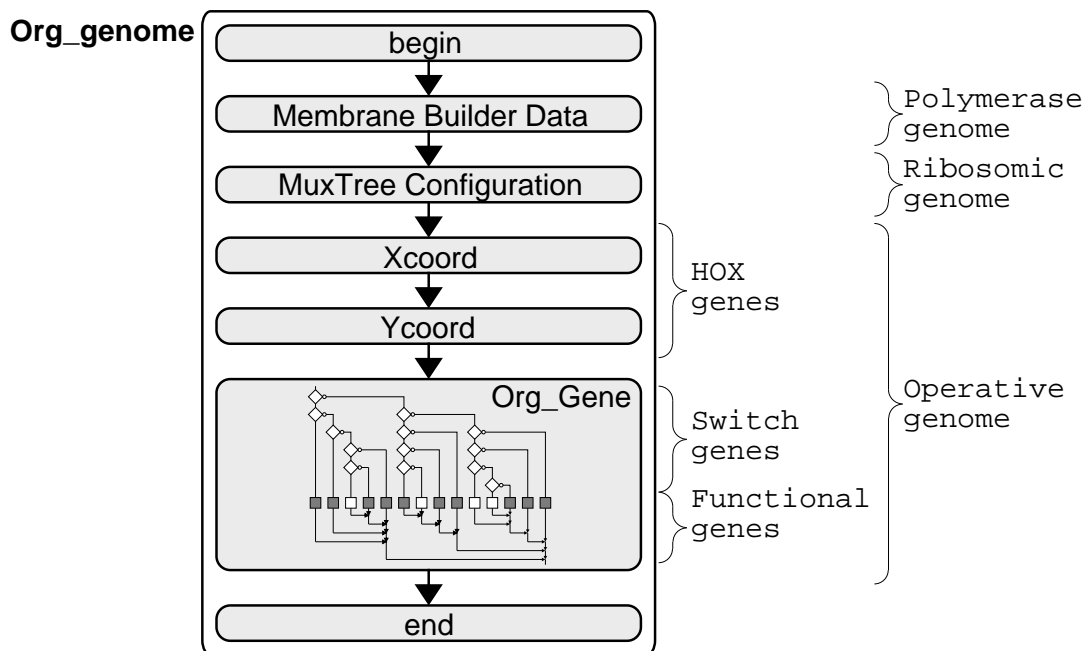 Org_genome
begin
Membrane Builder Data
Polymerase
genome
MuxTree Configuration
Ribosomic
genome
Xcoord
HOX
genes
Ycoord
Org_Gene
Operative
genome
Switch
genes
Functional
genes
end